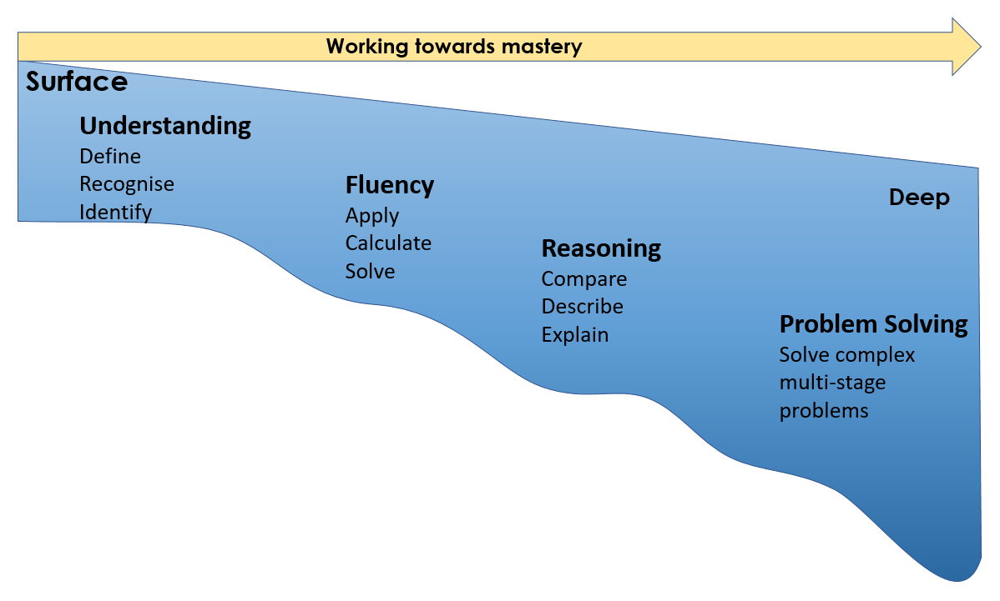 Working towards mastery
Surface
Understanding
Define
Recognise
Identify
Fluency
Apply
Calculate
Solve
Reasoning
Compare
Describe
Explain
Deep
Problem Solving
Solve complex
multi-stage
problems